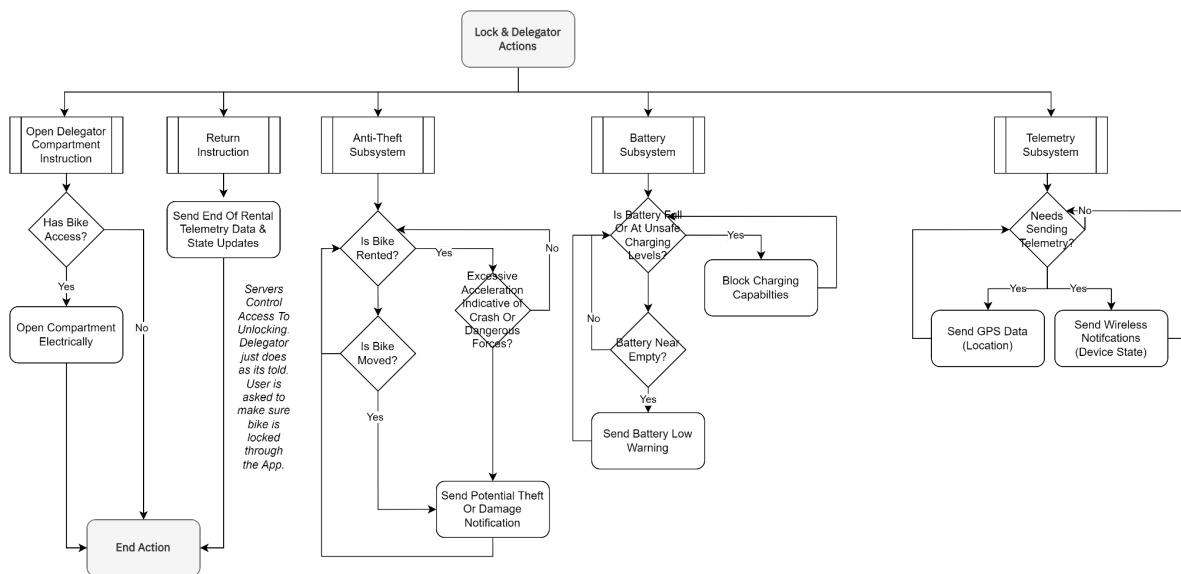 Lock & Delegator
Actions
Open Delegator
Compartment
Instruction
Return
Instruction
Anti-Theft
Subsystem
Battery
Subsystem
Telemetry
Subsystem
Has Bike
Access?
Yes
No
Open Compartment
Electrically
Send End Of Rental
Telemetry Data &
State Updates
Servers
Control
Access To
Unlocking.
Delegator
just does
as its told.
User is
asked to
make sure
bike is
locked
through
the App.
Is Bike
Rented?
Yes
No
Excessive
Acceleration
Indicative of
Crash Or
Dangerous
Forces?
Is Bike
Moved?
Yes
Send Potential Theft
Or Damage
Notification
Is Battery Full
Or At Unsafe
Charging
Levels?
Yes
Block Charging
Capabilties
No
Battery Near
Empty?
Yes
Send Battery Low
Warning
Needs
Sending
Telemetry?
No
Yes
Yes
Send GPS Data
(Location)
Send Wireless
Notifcations
(Device State)
End Action